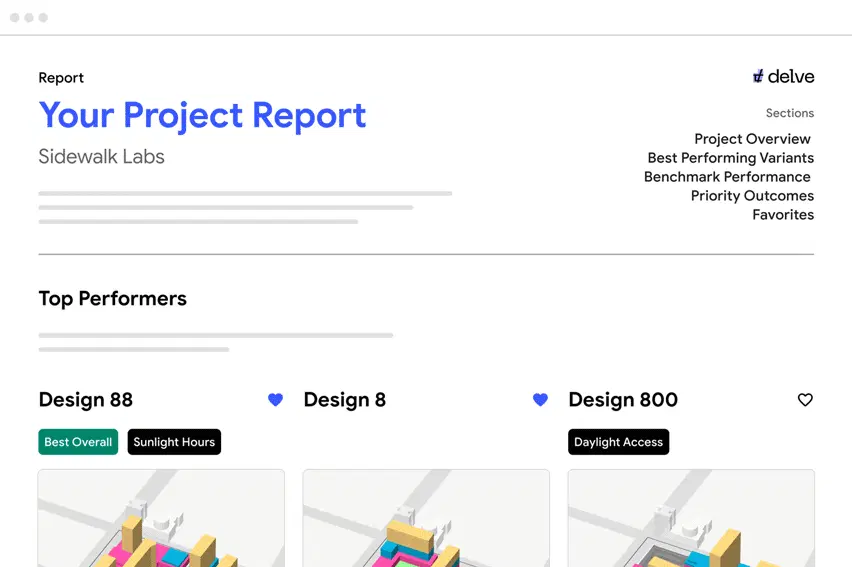 Report
Your Project Report
Sidewalk Labs
delve
Sections
Project Overview
Best Performing Variants
Benchmark Performance
Priority Outcomes
Favorites
Top Performers
Design 88
Best Overall Sunlight Hours
Design 8
Design 800
Daylight Access